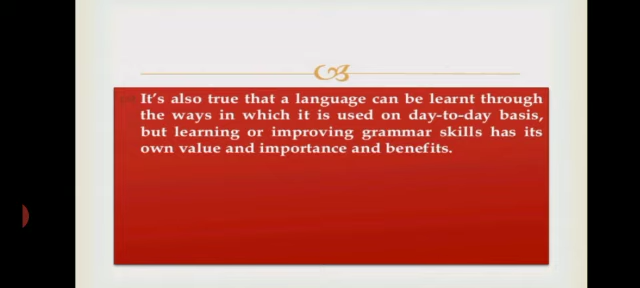 It's also true that a language can be learnt through
the ways in which it is used on day-to-day basis,
but learning or improving grammar skills has its
own value and importance and benefits.